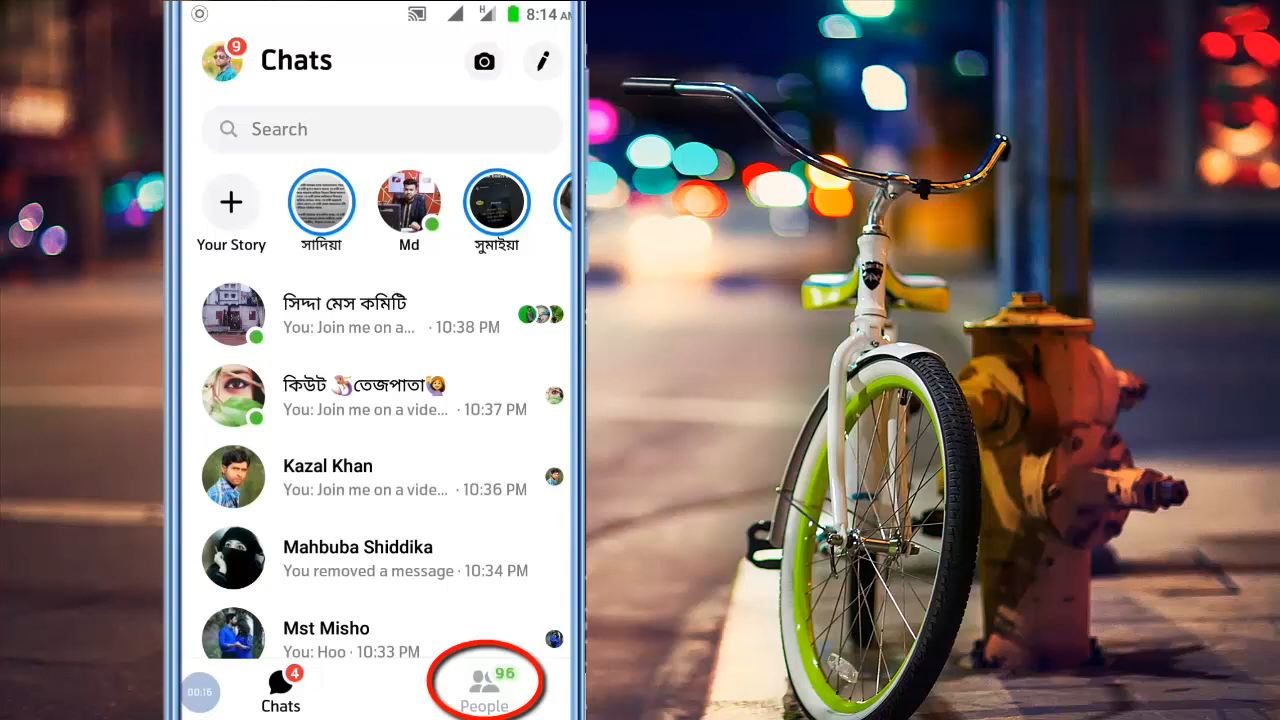 H 8:14 AM
9
Chats
Search
Your Story
সাদিয়া
Md
সুমাইয়া
সিদ্দা মেস কমিটি
You: Join me on a... · 10:38 PM
কিউট 🧜‍♀️তেজপাতা🙋‍♀️
You: Join me on a vide... · 10:37 PM
Kazal Khan
You: Join me on a vide... · 10:36 PM
Mahbuba Shiddika
You removed a message · 10:34 PM
Mst Misho
You: Hoo · 10:33 PM
00:16
4
Chats
96
People